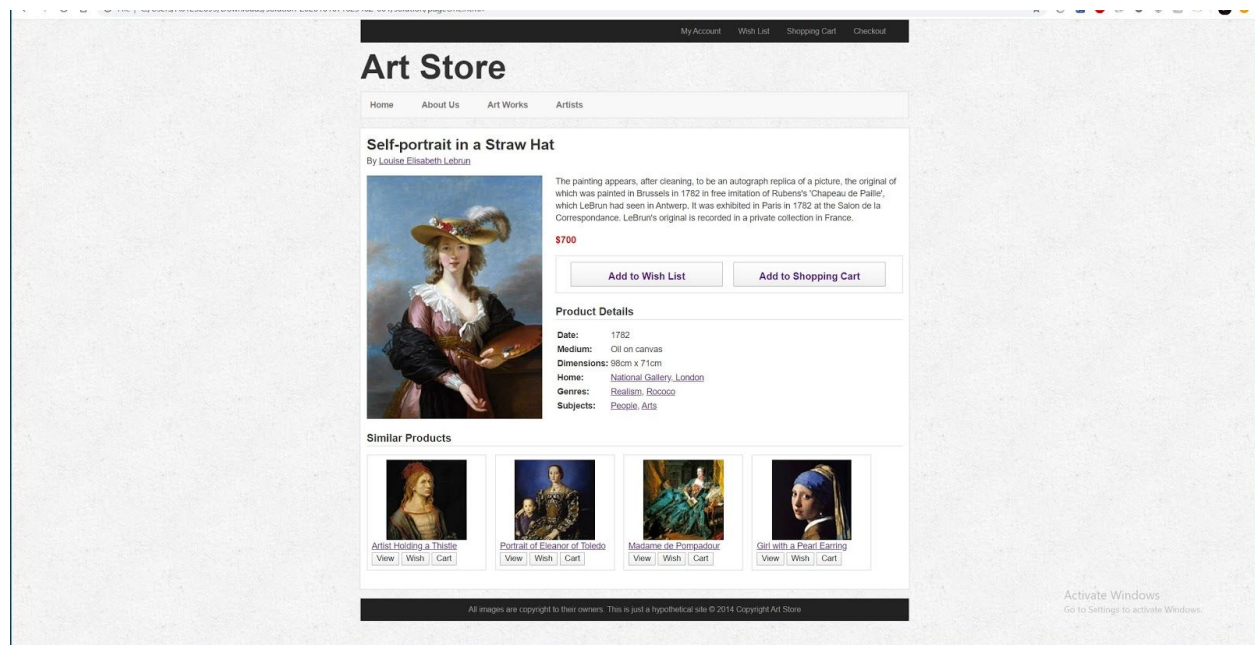 My Account Wish List Shopping Cart Checkout
Art Store
Home About Us Art Works Artists
Self-portrait in a Straw Hat
By Louise Elisabeth Lebrun
The painting appears, after cleaning, to be an autograph replica of a picture, the original of
which was painted in Brussels in 1782 in free imitation of Rubens's 'Chapeau de Paille',
which LeBrun had seen in Antwerp. It was exhibited in Paris in 1782 at the Salon de la
Correspondance. LeBrun's original is recorded in a private collection in France.
$700
Add to Wish List Add to Shopping Cart
Product Details
Date: 1782
Medium: Oil on canvas
Dimensions: 98cm x 71cm
Home: National Gallery, London
Genres: Realism, Rococo
Subjects: People, Arts
Similar Products
Artist Holding a Thistle Portrait of Eleanor of Toledo Madame de Pompadour Girl with a Pearl Earring
View Wish Cart View Wish Cart View Wish Cart View Wish Cart
All images are copyright to their owners. This is just a hypothetical site © 2014 Copyright Art Store
Activate Windows
Go to Settings to activate Windows.